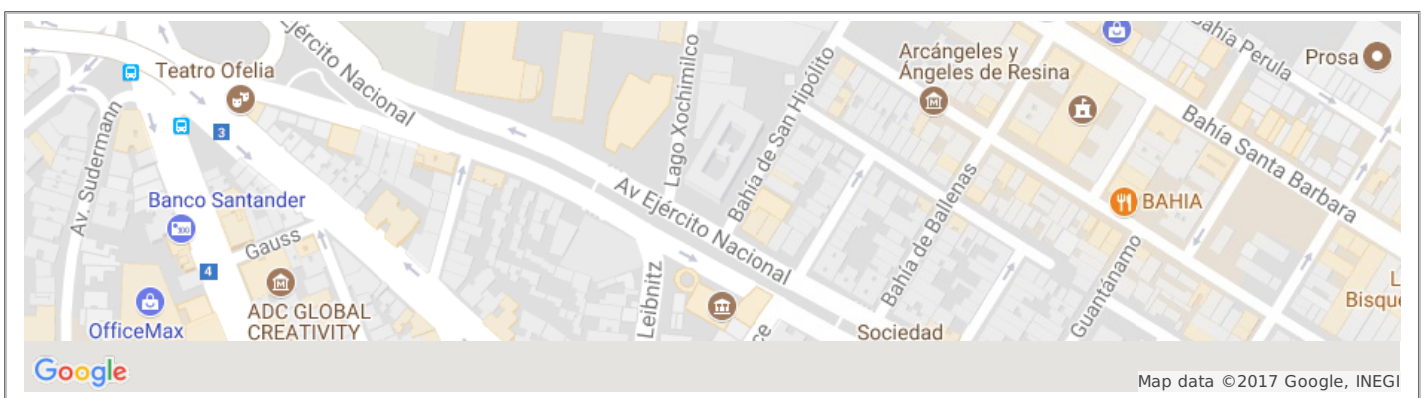 Ejército Nacional
Lago Xochimilco
Bahía de San Hipólito
Arcángeles y
Ángeles de Resina
Bahía Perula
Prosa
Teatro Ofelia
3
Av. Sudermann
Bahía Santa Barbara
Banco Santander
Av Ejército Nacional
BAHIA
Gauss
4
Bahía de Ballenas
Guantánamo
Leibnitz
ADC GLOBAL
CREATIVITY
OfficeMax
Sociedad
Google
Map data ©2017 Google, INEGI